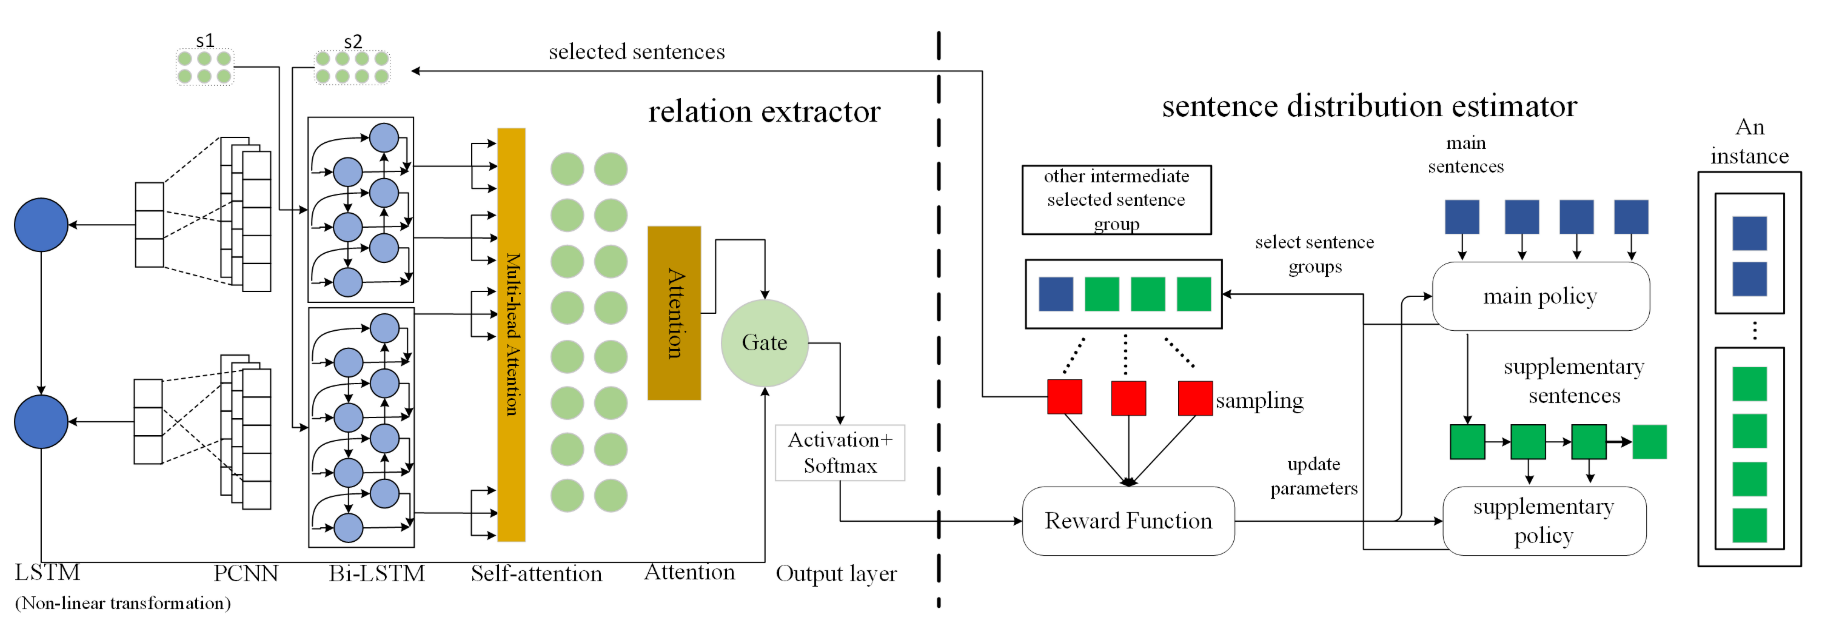 s1
s2
selected sentences
relation extractor
Multi-head Attention
Attention
Gate
Activation+
Softmax
LSTM
(Non-linear transformation)
PCNN
Bi-LSTM
Self-attention
Attention
Output layer
sentence distribution estimator
An
instance
main
sentences
other intermediate
selected sentence
group
select sentence
groups
main policy
supplementary
sentences
sampling
update
parameters
Reward Function
supplementary
policy